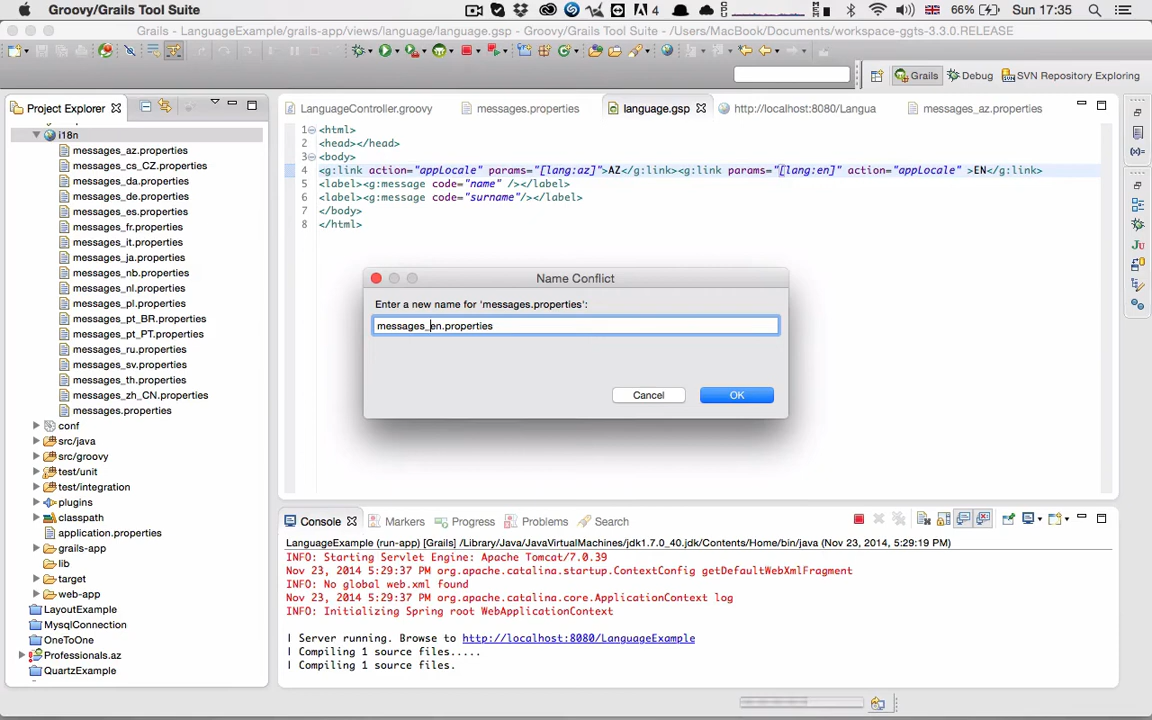 Groovy/Grails Tool Suite
4
66%
Sun 17:35
Grails - LanguageExample/grails-app/views/language/language.gsp - Groovy/Grails Tool Suite - /Users/MacBook/Documents/workspace-ggts-3.3.0.RELEASE
Grails
Debug
SVN Repository Exploring
Project Explorer
i18n
messages_az.properties
messages_cs_CZ.properties
messages_da.properties
messages_de.properties
messages_es.properties
messages_fr.properties
messages_it.properties
messages_ja.properties
messages_nb.properties
messages_nl.properties
messages_pl.properties
messages_pt_BR.properties
messages_pt_PT.properties
messages_ru.properties
messages_sv.properties
messages_th.properties
messages_zh_CN.properties
messages.properties
conf
src/java
src/groovy
test/unit
test/integration
plugins
classpath
application.properties
grails-app
lib
target
web-app
LayoutExample
MysqlConnection
OneToOne
Professionals.az
QuartzExample
LanguageController.groovy
messages.properties
language.gsp
http://localhost:8080/Langua
messages_az.properties
1 <html>
2 <head></head>
3 <body>
4 <g:link action="appLocale" params="[lang:az]">AZ</g:link><g:link params="[lang:en]" action="appLocale" >EN</g:link>
5 <label><g:message code="name" /></label>
6 <label><g:message code="surname"/></label>
7 </body>
8 </html>
Name Conflict
Enter a new name for 'messages.properties':
messages_en.properties
Cancel
OK
Console
Markers
Progress
Problems
Search
LanguageExample (run-app) [Grails] /Library/Java/JavaVirtualMachines/jdk1.7.0_40.jdk/Contents/Home/bin/java (Nov 23, 2014, 5:29:19 PM)
INFO: Starting Servlet Engine: Apache Tomcat/7.0.39
Nov 23, 2014 5:29:37 PM org.apache.catalina.startup.ContextConfig getDefaultWebXmlFragment
INFO: No global web.xml found
Nov 23, 2014 5:29:37 PM org.apache.catalina.core.ApplicationContext log
INFO: Initializing Spring root WebApplicationContext
| Server running. Browse to http://localhost:8080/LanguageExample
| Compiling 1 source files.....
| Compiling 1 source files.